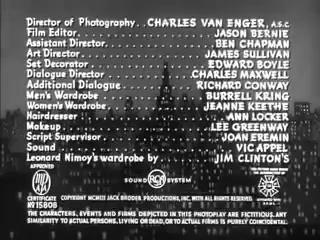 Director of Photography . . CHARLES VAN ENGER, A.S.C.
Film Editor . . . . . . . . . . . . . . JASON BERNIE
Assistant Director . . . . . . . . . . . BEN CHAPMAN
Art Director . . . . . . . . . . . . . JAMES SULLIVAN
Set Decorator . . . . . . . . . . . . EDWARD BOYLE
Dialogue Director . . . . . . . . CHARLES MAXWELL
Additional Dialogue . . . . . . . . RICHARD CONWAY
Men's Wardrobe . . . . . . . . . . BURRELL KRING
Women's Wardrobe . . . . . . . . JEANNE KEETHE
Hairdresser . . . . . . . . . . . . . . ANN LOCKER
Makeup . . . . . . . . . . . . . . . LEE GREENWAY
Script Supervisor . . . . . . . . . . . JOAN EREMIN
Sound . . . . . . . . . . . . . . . . . . VIC APPEL
Leonard Nimoy's wardrobe by . . . . . JIM CLINTON'S
APPROVED
SOUND RCA SYSTEM
CERTIFICATE
Nº15808
COPYRIGHT MCMLII JACK BRODER PRODUCTIONS, INC. WITH ALL RIGHTS RESERVED.
THE CHARACTERS, EVENTS AND FIRMS DEPICTED IN THIS PHOTOPLAY ARE FICTITIOUS. ANY
SIMILARITY TO ACTUAL PERSONS, LIVING OR DEAD, OR TO ACTUAL FIRMS IS PURELY COINCIDENTAL.